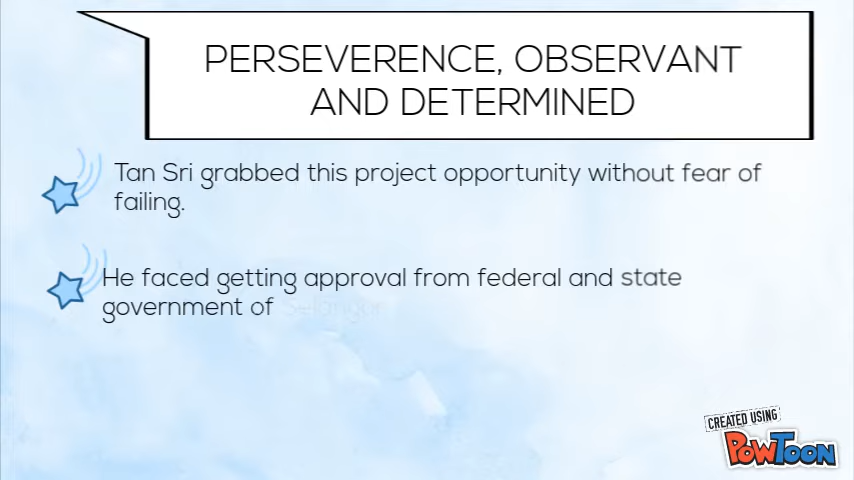 PERSEVERENCE, OBSERVANT
AND DETERMINED
Tan Sri grabbed this project opportunity without fear of
failing.
He faced getting approval from federal and state
government of Selangor
CREATED USING
POWTOON